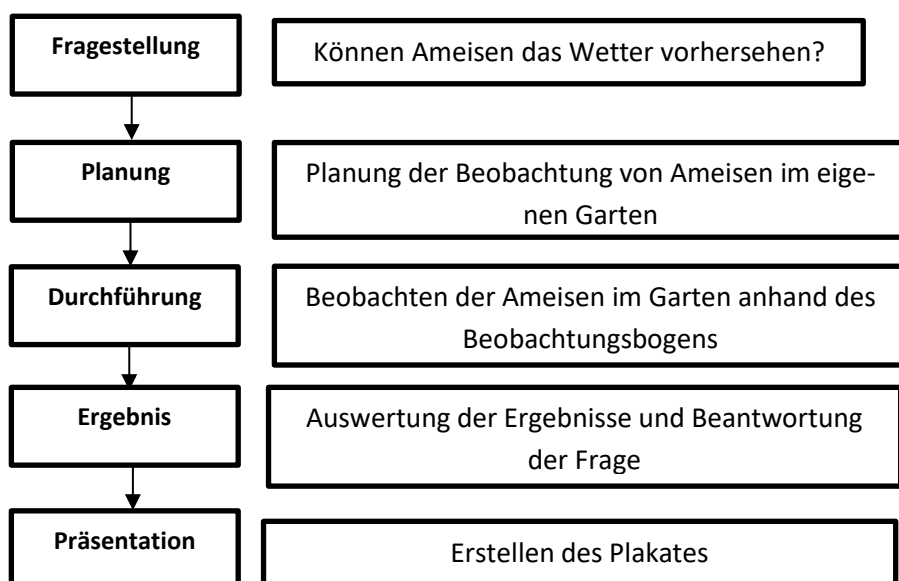 Fragestellung
Können Ameisen das Wetter vorhersehen?
Planung
Planung der Beobachtung von Ameisen im eige-
nen Garten
Durchführung
Beobachten der Ameisen im Garten anhand des
Beobachtungsbogens
Ergebnis
Auswertung der Ergebnisse und Beantwortung
der Frage
Präsentation
Erstellen des Plakates